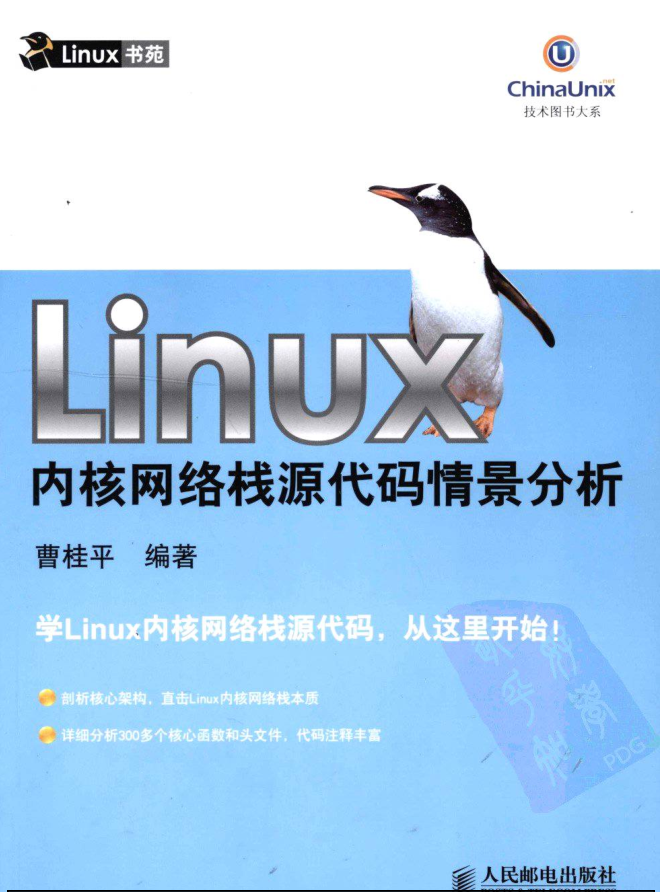 Linux 书苑
ChinaUnix.net
技术图书大系
Linux
内核网络栈源代码情景分析
曹桂平 编著
学Linux内核网络栈源代码，从这里开始！
剖析核心架构，直击Linux内核网络栈本质
详细分析300多个核心函数和头文件，代码注释丰富
PDG
人民邮电出版社
POSTS & TELECOM PRESS